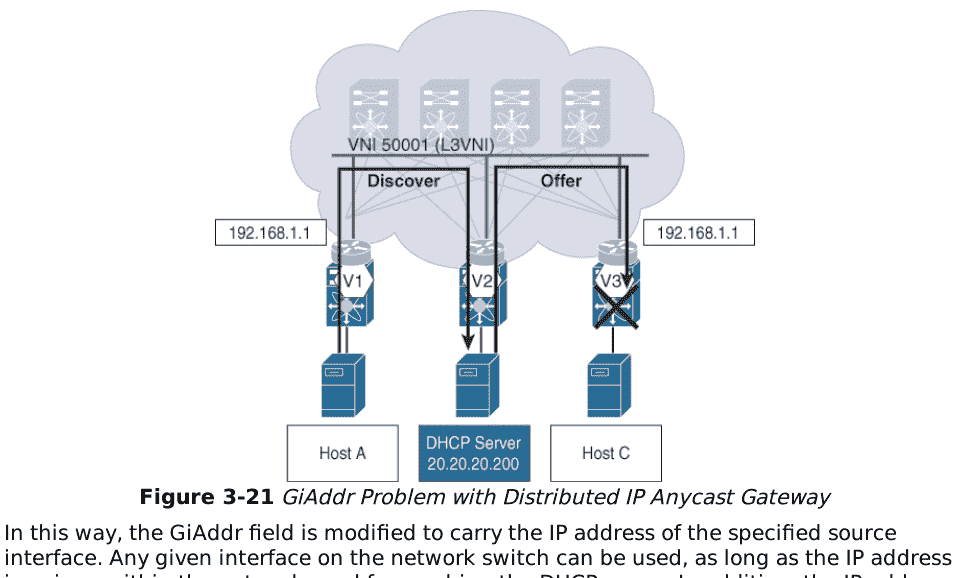 VNI 50001 (L3VNI)
Discover
Offer
192.168.1.1
192.168.1.1
V1
V2
V3
Host A
DHCP Server
20.20.20.200
Host C
Figure 3-21 GiAddr Problem with Distributed IP Anycast Gateway
In this way, the GiAddr field is modified to carry the IP address of the specified source
interface. Any given interface on the network switch can be used, as long as the IP address